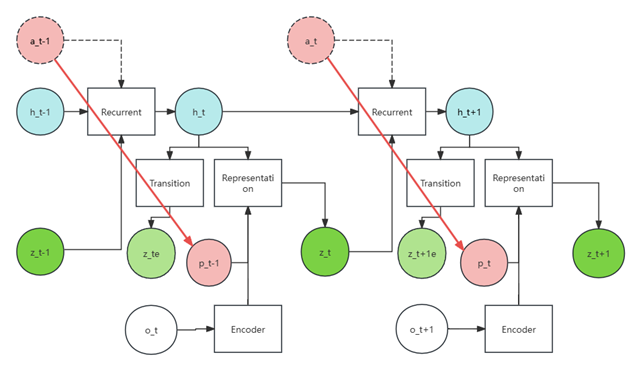 a_t-1
a_t
h_t-1
Recurrent
h_t
Recurrent
h_t+1
Transition
Representati
on
Transition
Representati
on
z_t-1
z_te
p_t-1
z_t
z_t+1e
p_t
z_t+1
o_t
Encoder
o_t+1
Encoder